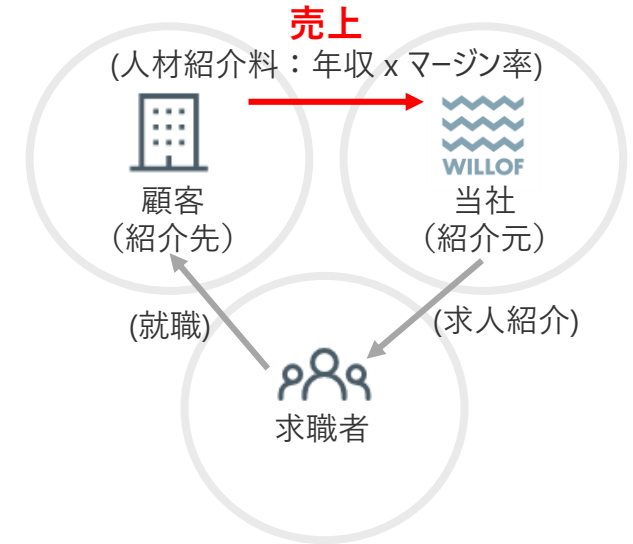 売上
(人材紹介料：年収 x マージン率)
WILLOF
顧客
（紹介先）
当社
（紹介元）
(就職)
(求人紹介)
求職者